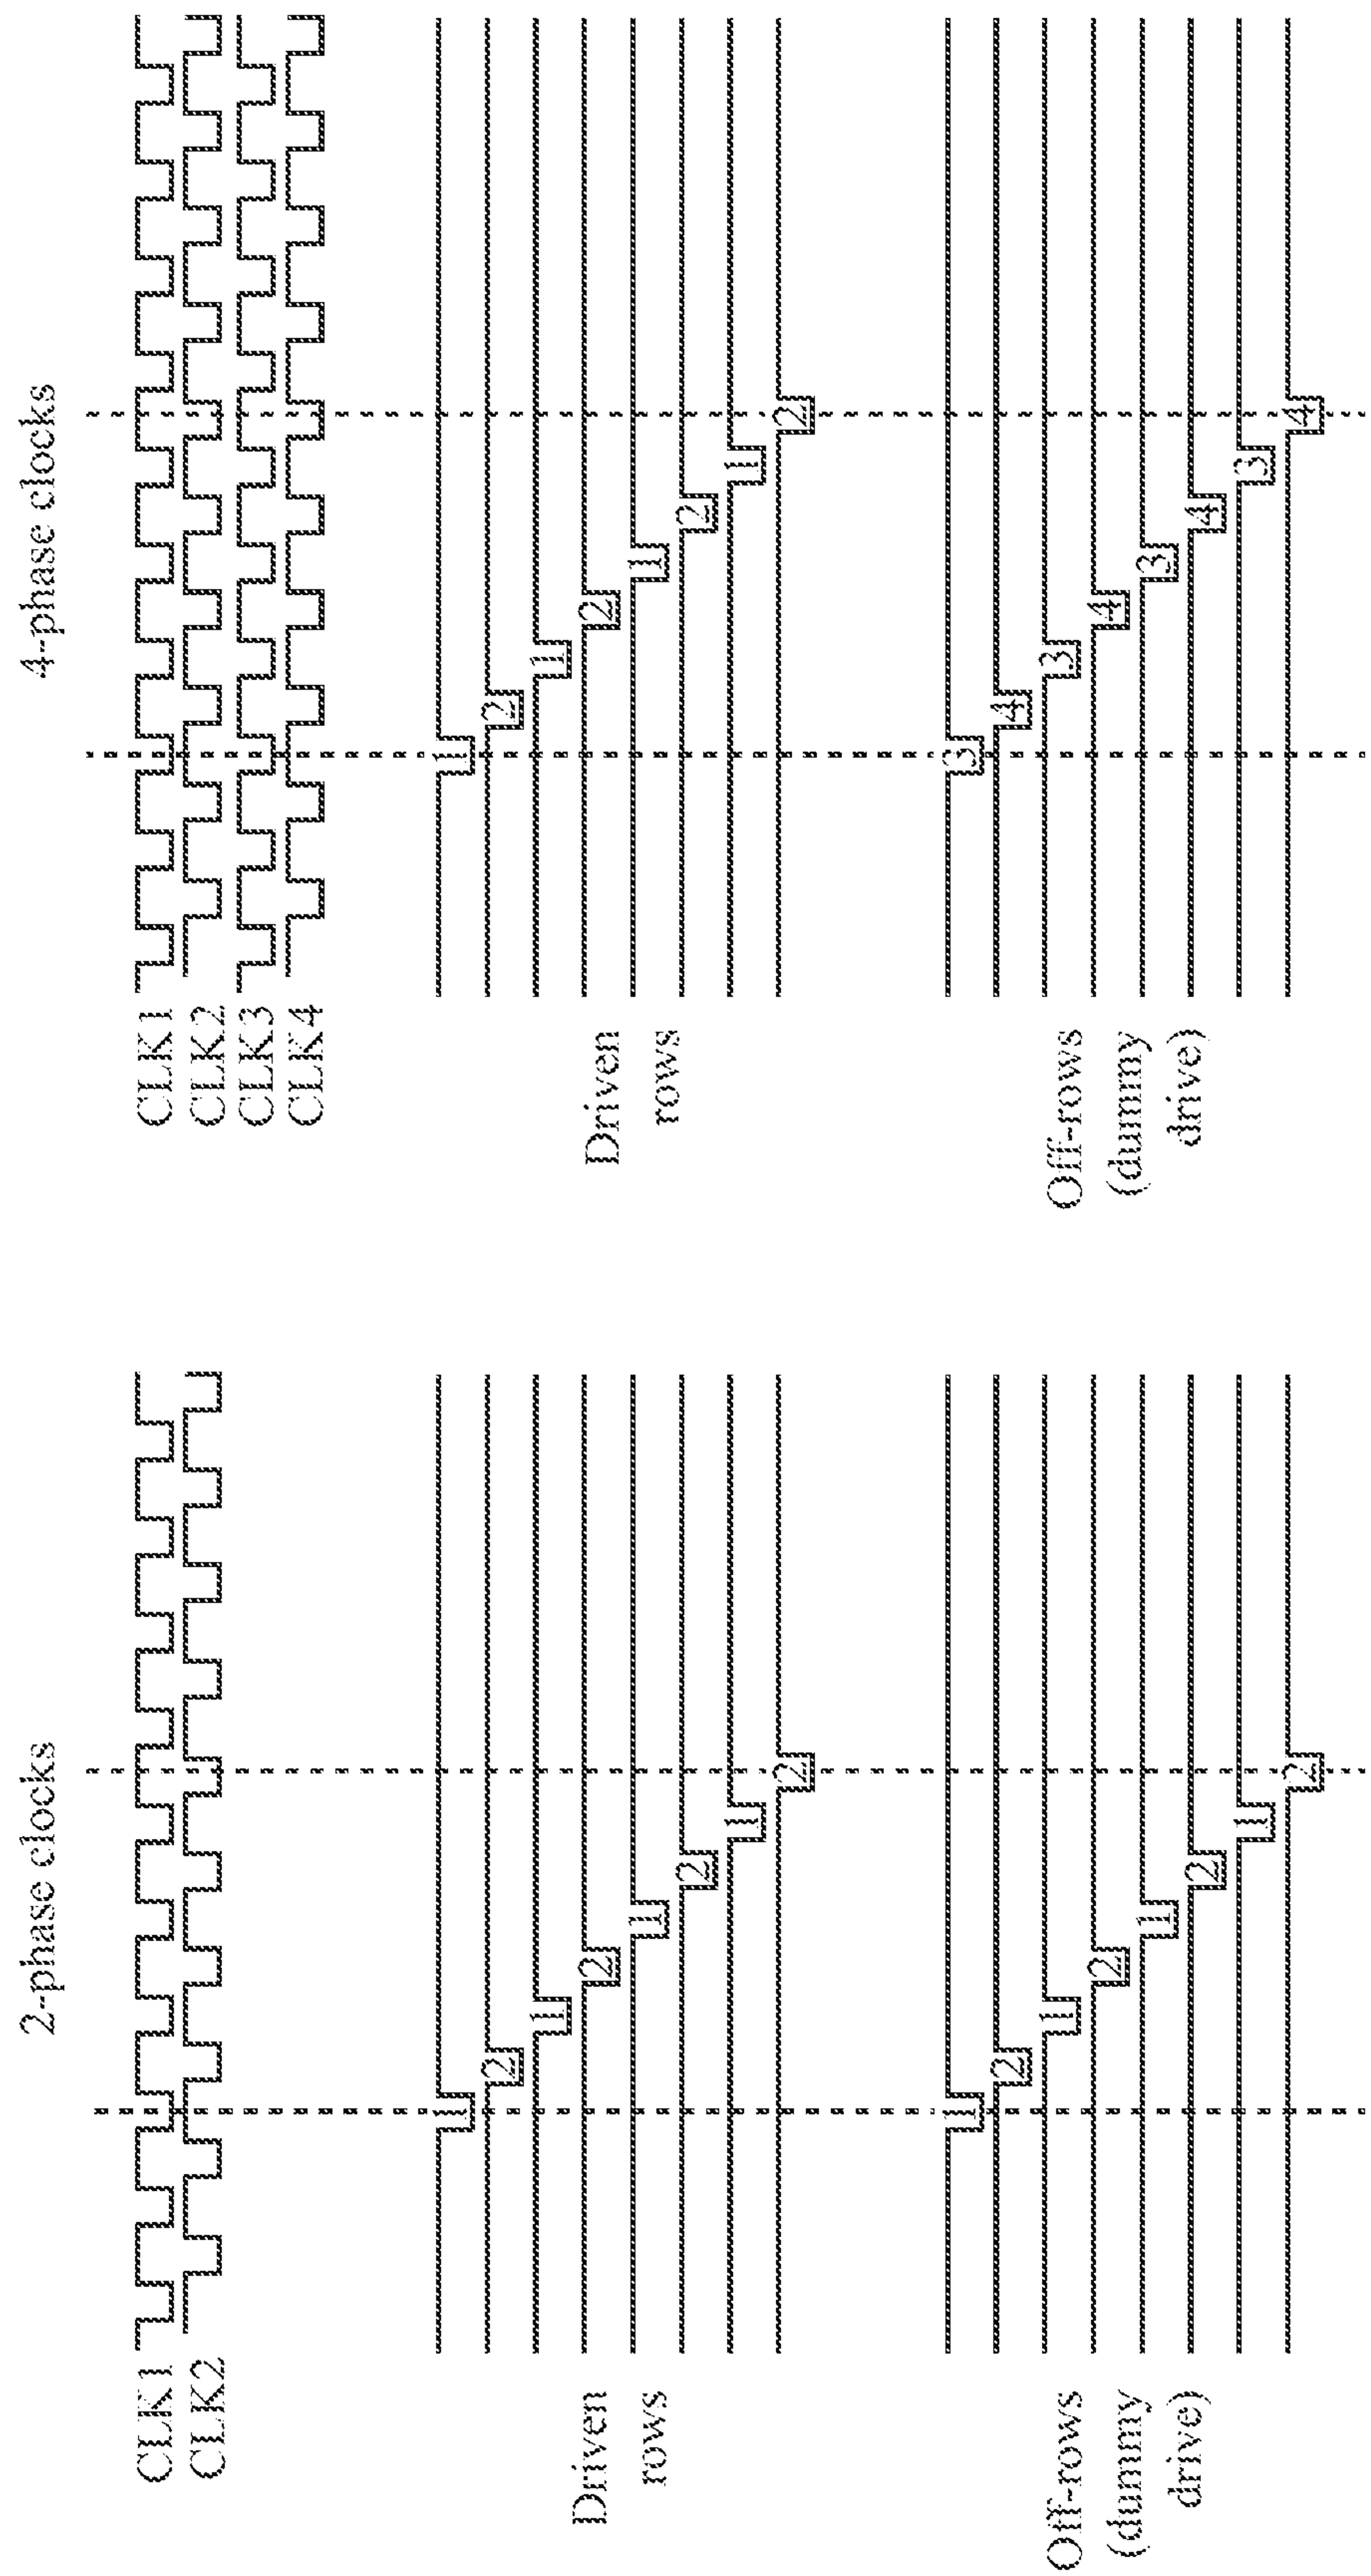 2-phase clocks
CLK1
CLK2
Driven
rows
1
2
1
2
1
2
1
2
Off-rows
(dummy
drive)
1
2
1
2
1
2
1
2
4-phase clocks
CLK1
CLK2
CLK3
CLK4
Driven
rows
1
2
1
2
1
2
1
2
Off-rows
(dummy
drive)
3
4
3
4
3
4
3
4